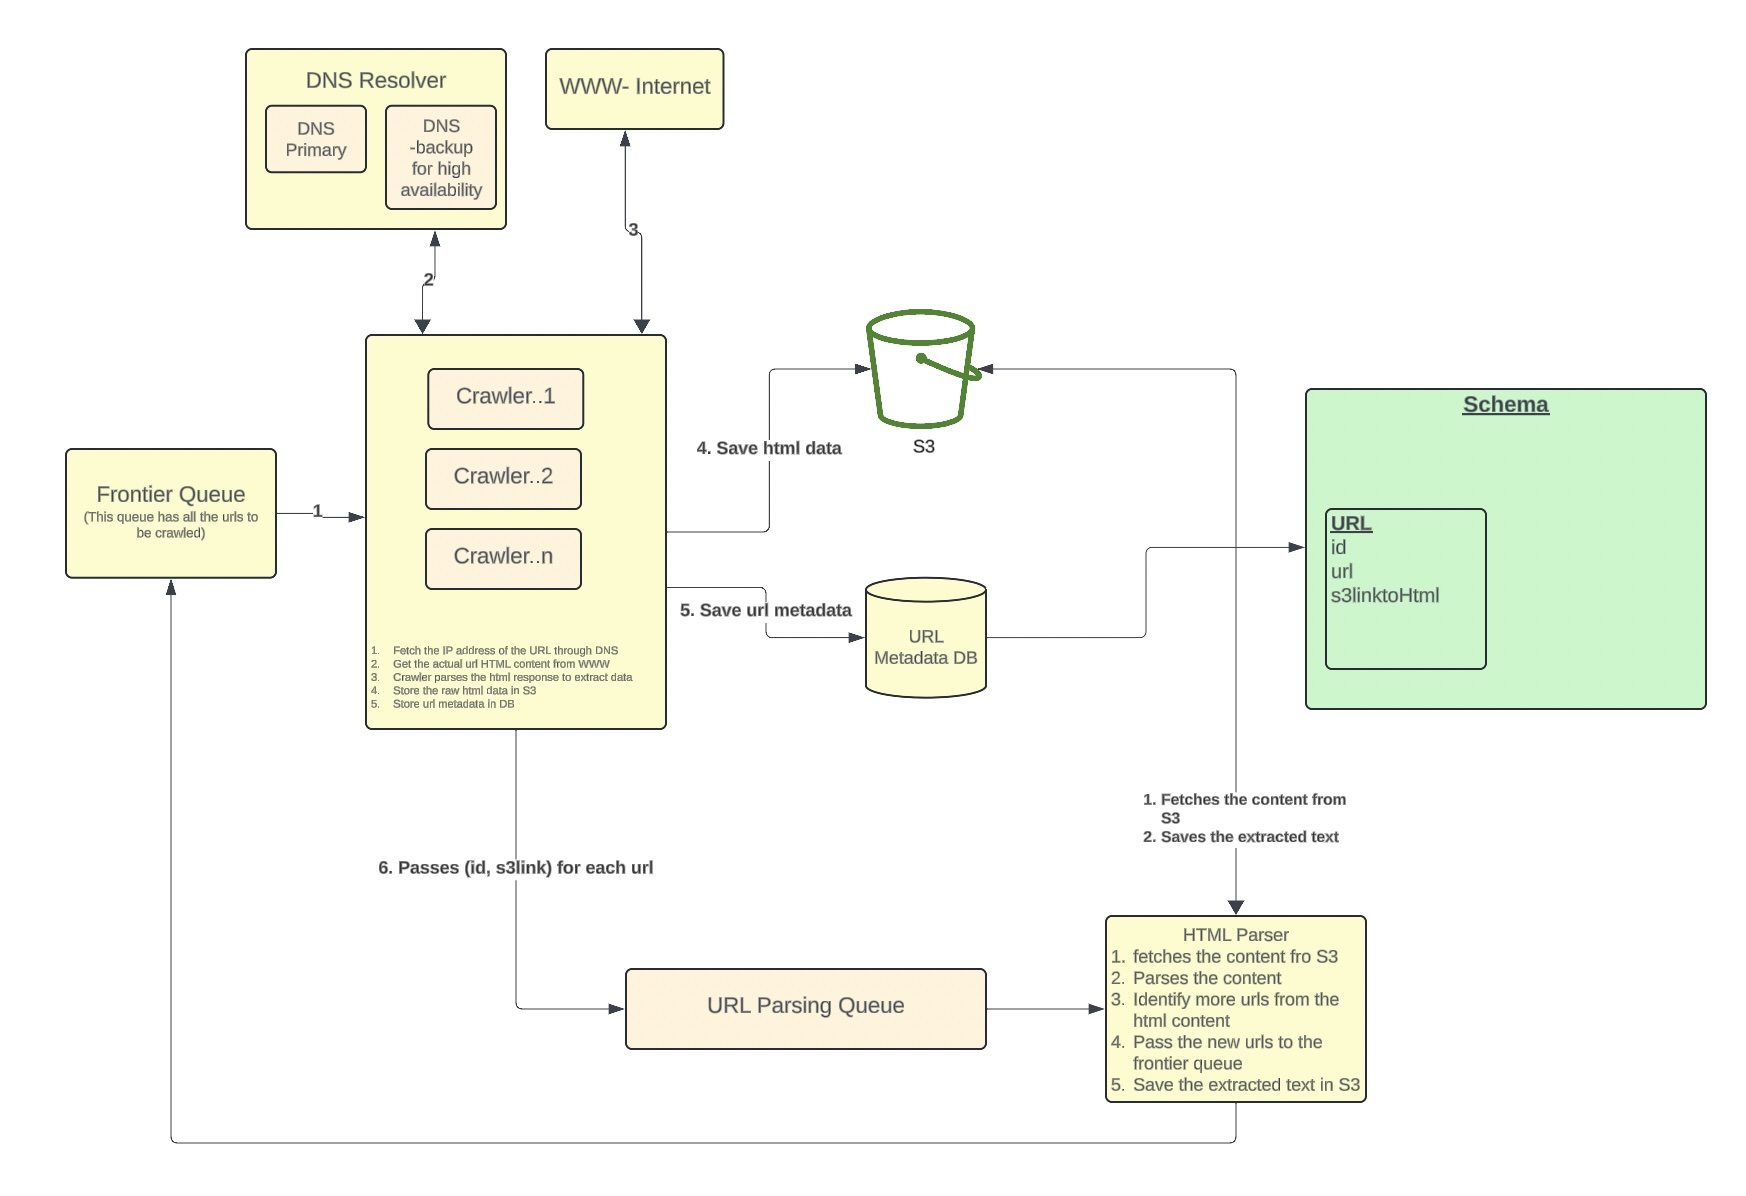 DNS Resolver
DNS
Primary
DNS
-backup
for high
availability
WWW- Internet
2
3
Crawler..1
Crawler..2
Crawler..n
1. Fetch the IP address of the URL through DNS
2. Get the actual url HTML content from WWW
3. Crawler parses the html response to extract data
4. Store the raw html data in S3
5. Store url metadata in DB
Frontier Queue
(This queue has all the urls to
be crawled)
1
4. Save html data
S3
5. Save url metadata
URL
Metadata DB
Schema
URL
id
url
s3linktoHtml
1. Fetches the content from
S3
2. Saves the extracted text
6. Passes (id, s3link) for each url
URL Parsing Queue
HTML Parser
1. fetches the content fro S3
2. Parses the content
3. Identify more urls from the
html content
4. Pass the new urls to the
frontier queue
5. Save the extracted text in S3